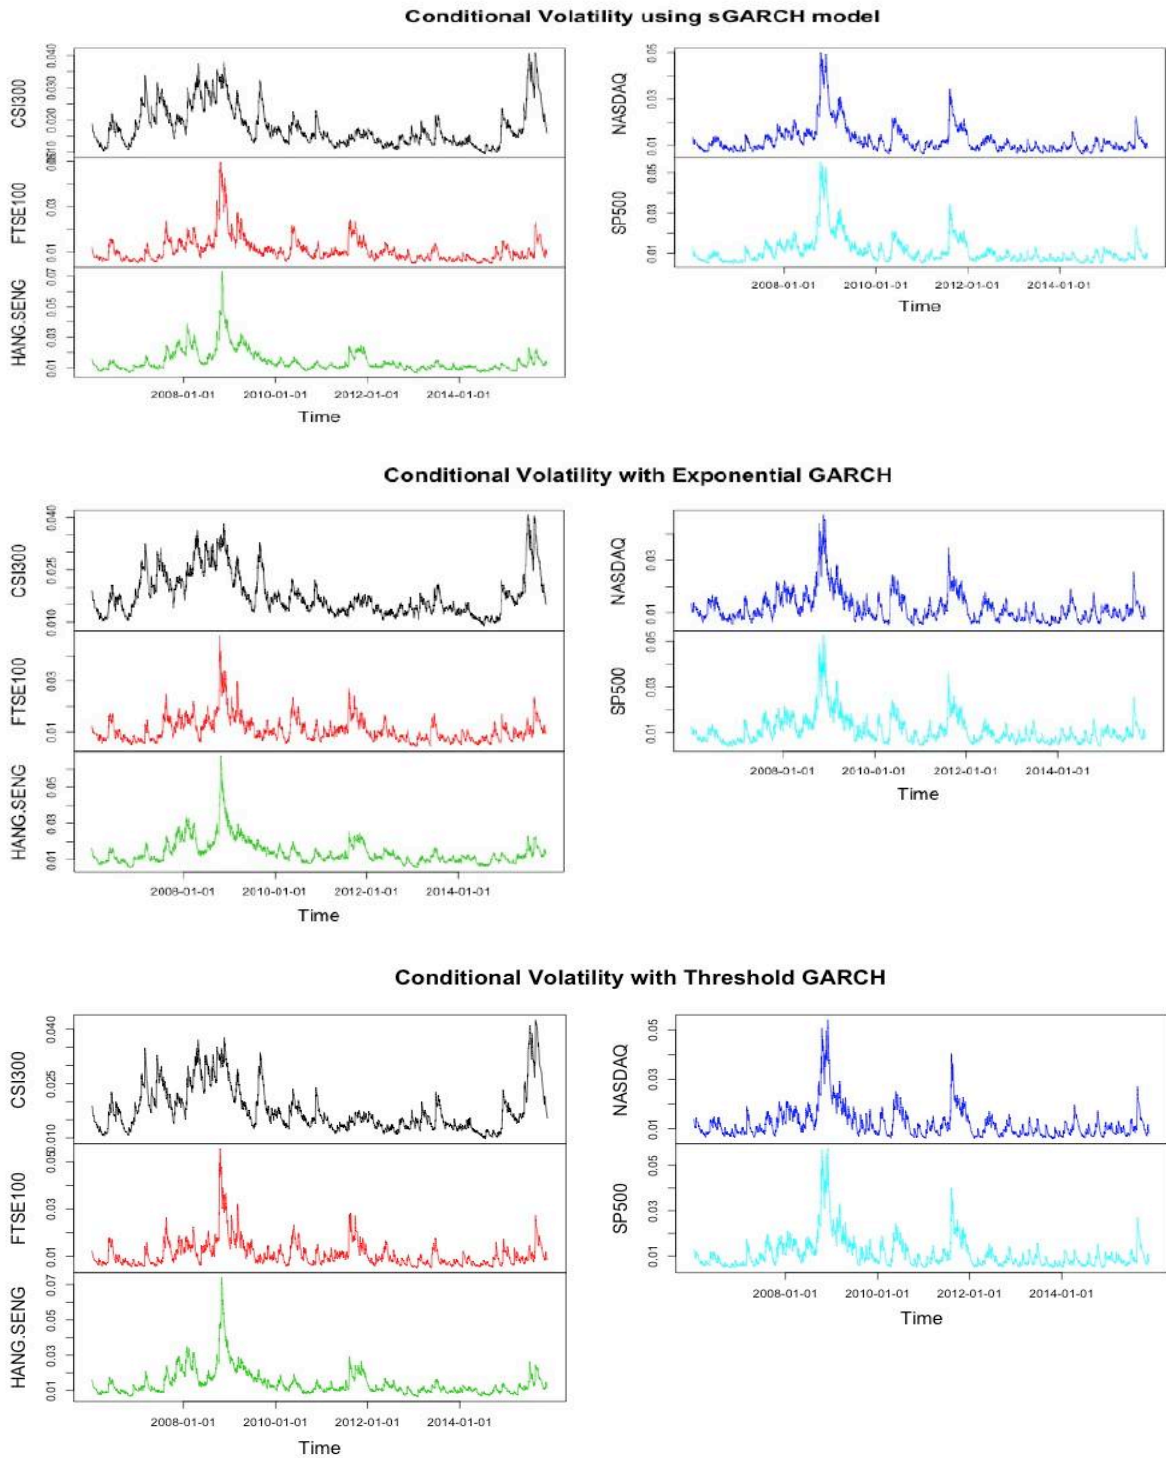 Conditional Volatility using sGARCH model
CSI300
0.010
0.020
0.030
0.040
FTSE100
0.01
0.03
0.05
HANG.SENG
0.01
0.03
0.05
0.07
2008-01-01 2010-01-01 2012-01-01 2014-01-01
Time
NASDAQ
0.01
0.03
0.05
SP500
0.01
0.03
0.05
2008-01-01 2010-01-01 2012-01-01 2014-01-01
Time
Conditional Volatility with Exponential GARCH
CSI300
0.010
0.025
0.040
FTSE100
0.01
0.03
HANG.SENG
0.01
0.03
0.05
2008-01-01 2010-01-01 2012-01-01 2014-01-01
Time
NASDAQ
0.01
0.03
SP500
0.01
0.03
0.05
2008-01-01 2010-01-01 2012-01-01 2014-01-01
Time
Conditional Volatility with Threshold GARCH
CSI300
0.010
0.025
0.040
FTSE100
0.01
0.03
0.05
HANG.SENG
0.01
0.03
0.05
0.07
2008-01-01 2010-01-01 2012-01-01 2014-01-01
Time
NASDAQ
0.01
0.03
0.05
SP500
0.01
0.03
0.05
2008-01-01 2010-01-01 2012-01-01 2014-01-01
Time